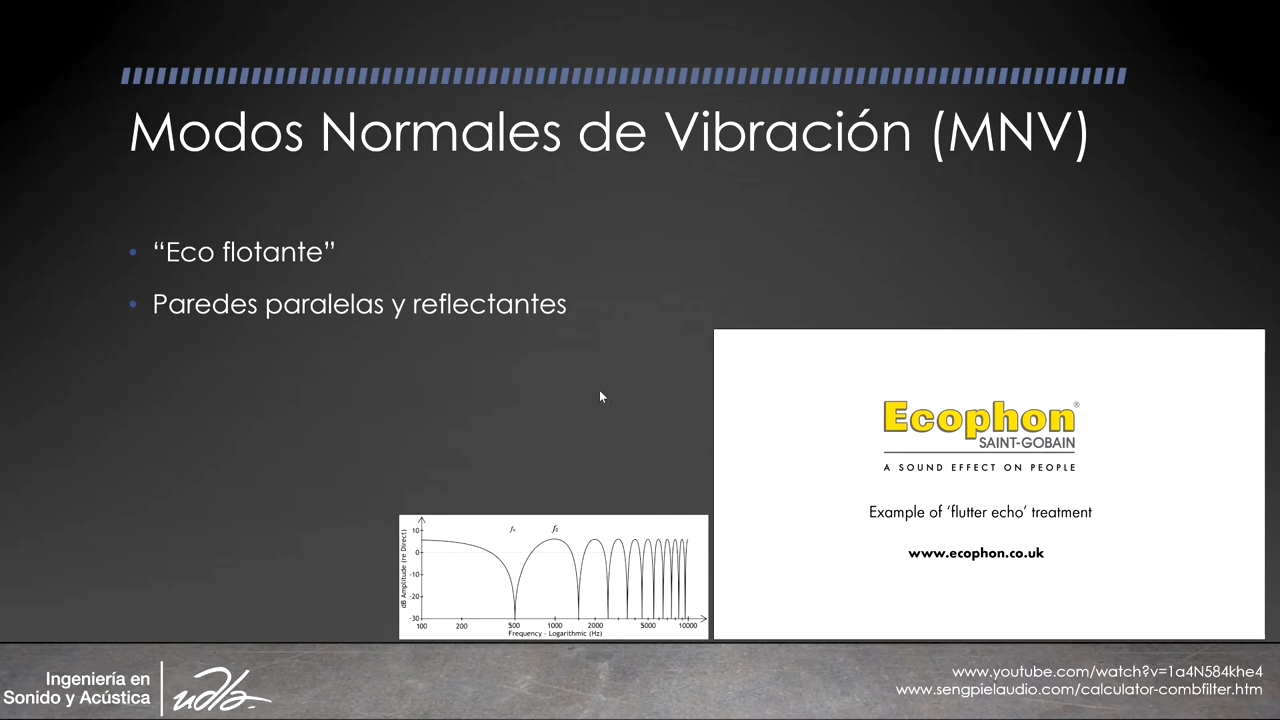 Modos Normales de Vibración (MNV)
• “Eco flotante”
• Paredes paralelas y reflectantes
Ecophon®
SAINT-GOBAIN
A SOUND EFFECT ON PEOPLE
Example of ‘flutter echo’ treatment
www.ecophon.co.uk
dB Amplitude (re Direct)
10
0
-10
-20
-30
100 200 500 1000 2000 5000 10000
Frequency - Logarithmic (Hz)
Ingeniería en
Sonido y Acústica
udla
www.youtube.com/watch?v=1a4N584khe4
www.sengpielaudio.com/calculator-combfilter.htm